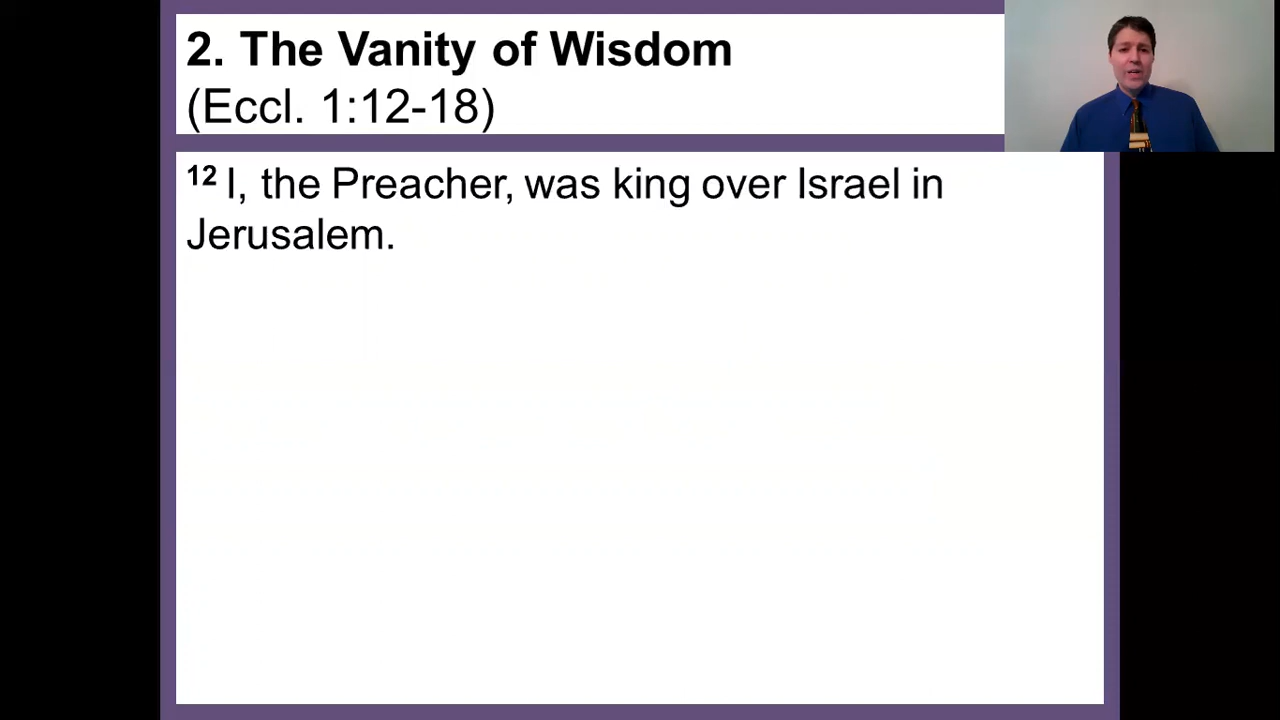 2. The Vanity of Wisdom
(Eccl. 1:12-18)
12 I, the Preacher, was king over Israel in
Jerusalem.